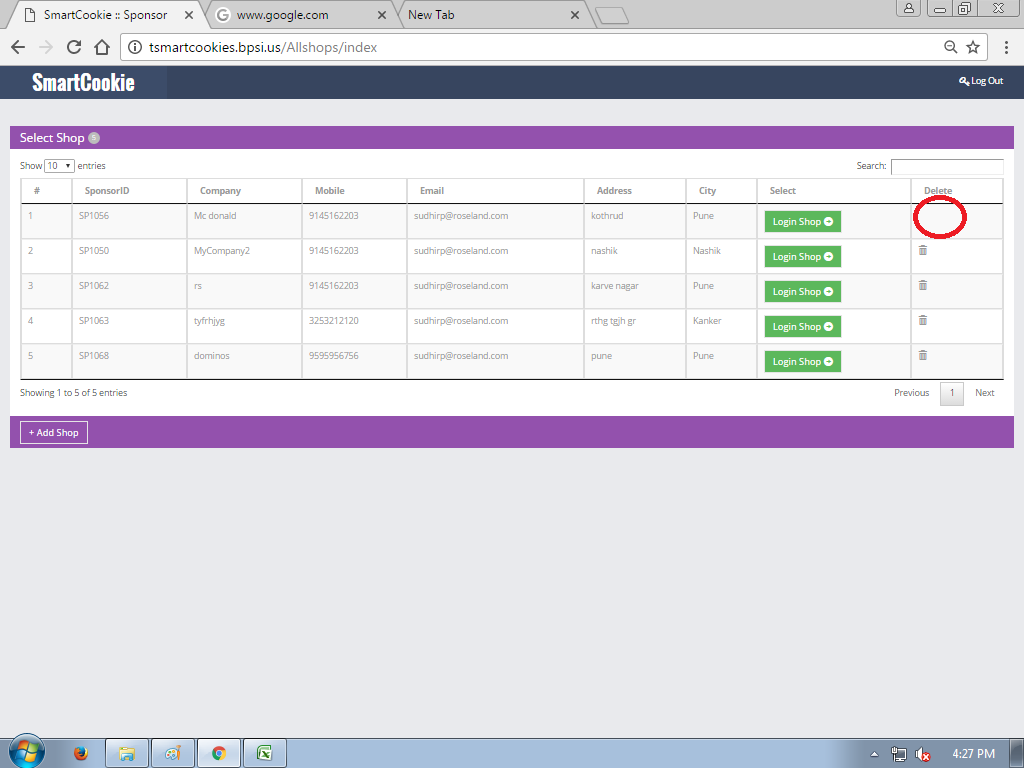 SmartCookie :: Sponsor
www.google.com
New Tab
tsmartcookies.bpsi.us/Allshops/index
SmartCookie
Log Out
Select Shop 5
Show 10 entries
Search:
# SponsorID Company Mobile Email Address City Select Delete
1 SP1056 Mc donald 9145162203 sudhirp@roseland.com kothrud Pune Login Shop
2 SP1050 MyCompany2 9145162203 sudhirp@roseland.com nashik Nashik Login Shop
3 SP1062 rs 9145162203 sudhirp@roseland.com karve nagar Pune Login Shop
4 SP1063 tyfrhjyg 3253212120 sudhirp@roseland.com rthg tgjh gr Kanker Login Shop
5 SP1068 dominos 9595956756 sudhirp@roseland.com pune Pune Login Shop
Showing 1 to 5 of 5 entries
Previous 1 Next
+ Add Shop
4:27 PM